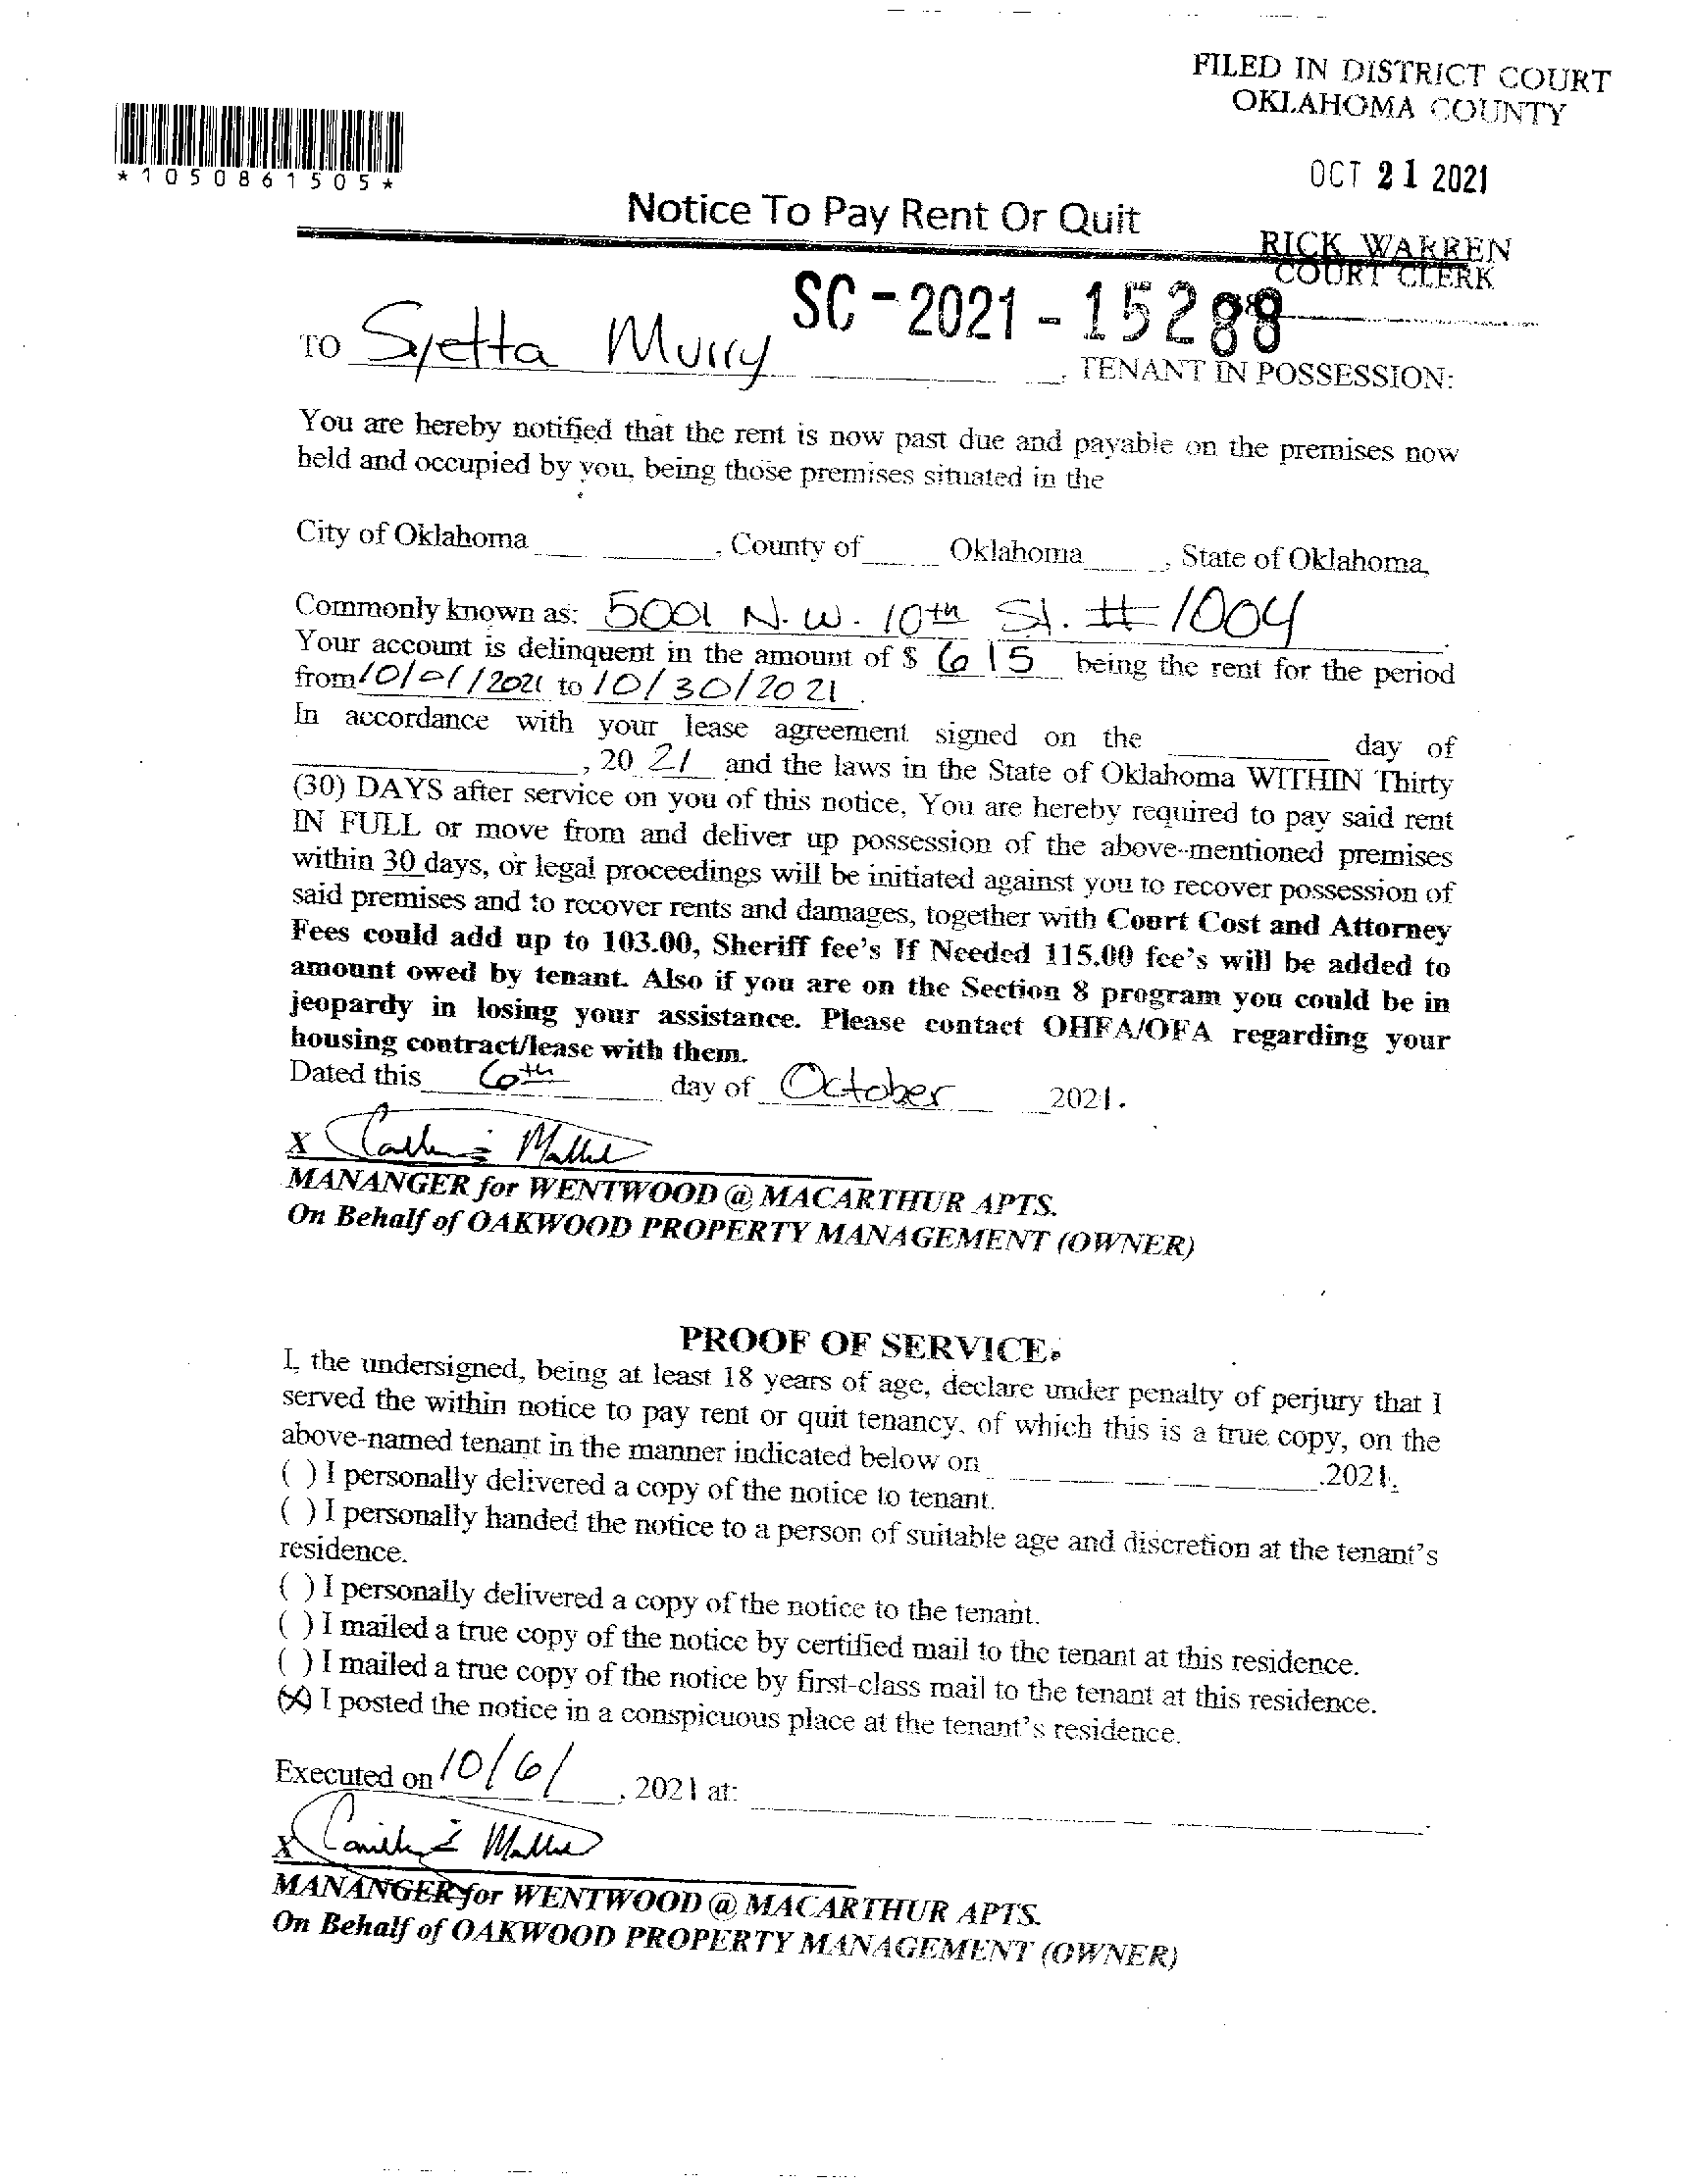 FILED IN DISTRICT COURT
OKLAHOMA COUNTY
*1050861505*
OCT 21 2021
Notice To Pay Rent Or Quit
RICK WARREN
COURT CLERK
SC-2021-15288
TO Syetta Murry, TENANT IN POSSESSION:
You are hereby notified that the rent is now past due and payable on the premises now
held and occupied by you, being those premises situated in the
City of Oklahoma, County of Oklahoma, State of Oklahoma,
Commonly known as: 5001 N.W. 10th St. #1004.
Your account is delinquent in the amount of $ 615 being the rent for the period
from 10/01/2021 to 10/30/2021.
In accordance with your lease agreement signed on the ____ day of
____, 20 21 and the laws in the State of Oklahoma WITHIN Thirty
(30) DAYS after service on you of this notice, You are hereby required to pay said rent
IN FULL or move from and deliver up possession of the above-mentioned premises
within 30 days, or legal proceedings will be initiated against you to recover possession of
said premises and to recover rents and damages, together with Court Cost and Attorney
Fees could add up to 103.00, Sheriff fee's If Needed 115.00 fee's will be added to
amount owed by tenant. Also if you are on the Section 8 program you could be in
jeopardy in losing your assistance. Please contact OHFA/OFA regarding your
housing contract/lease with them.
Dated this 6th day of October 2021.
X
MANANGER for WENTWOOD @ MACARTHUR APTS.
On Behalf of OAKWOOD PROPERTY MANAGEMENT (OWNER)
PROOF OF SERVICE.
I, the undersigned, being at least 18 years of age, declare under penalty of perjury that I
served the within notice to pay rent or quit tenancy, of which this is a true copy, on the
above-named tenant in the manner indicated below on ____.2021.
( ) I personally delivered a copy of the notice to tenant.
( ) I personally handed the notice to a person of suitable age and discretion at the tenant's
residence.
( ) I personally delivered a copy of the notice to the tenant.
( ) I mailed a true copy of the notice by certified mail to the tenant at this residence.
( ) I mailed a true copy of the notice by first-class mail to the tenant at this residence.
(X) I posted the notice in a conspicuous place at the tenant's residence.
Executed on 10/6/, 2021 at: ____.
X
MANANGER for WENTWOOD @ MACARTHUR APTS.
On Behalf of OAKWOOD PROPERTY MANAGEMENT (OWNER)